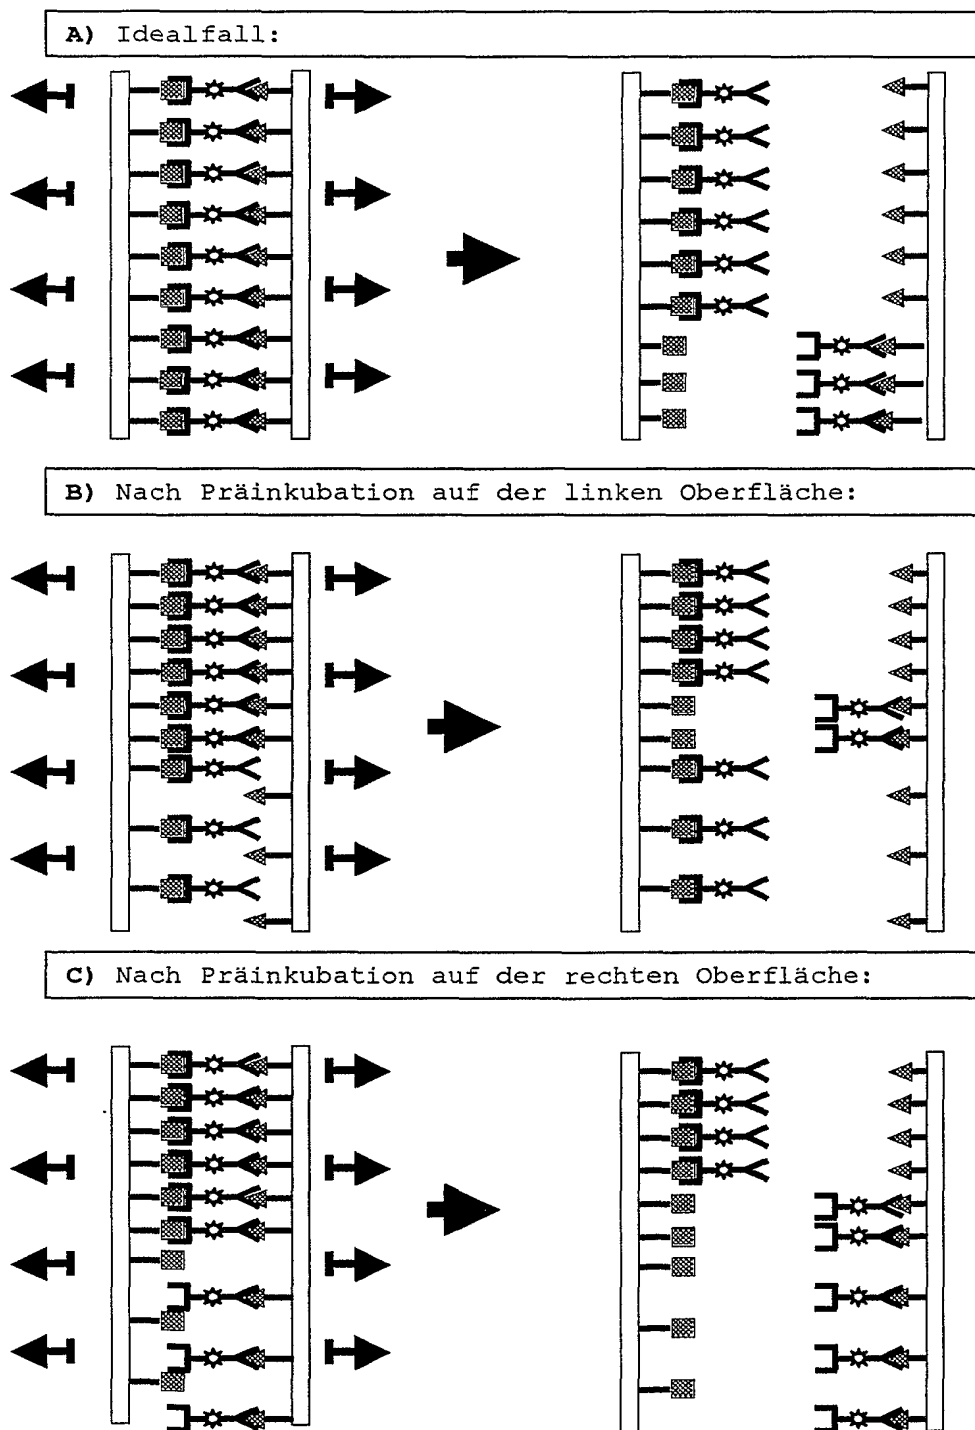 A) Idealfall:
B) Nach Präinkubation auf der linken Oberfläche:
C) Nach Präinkubation auf der rechten Oberfläche: